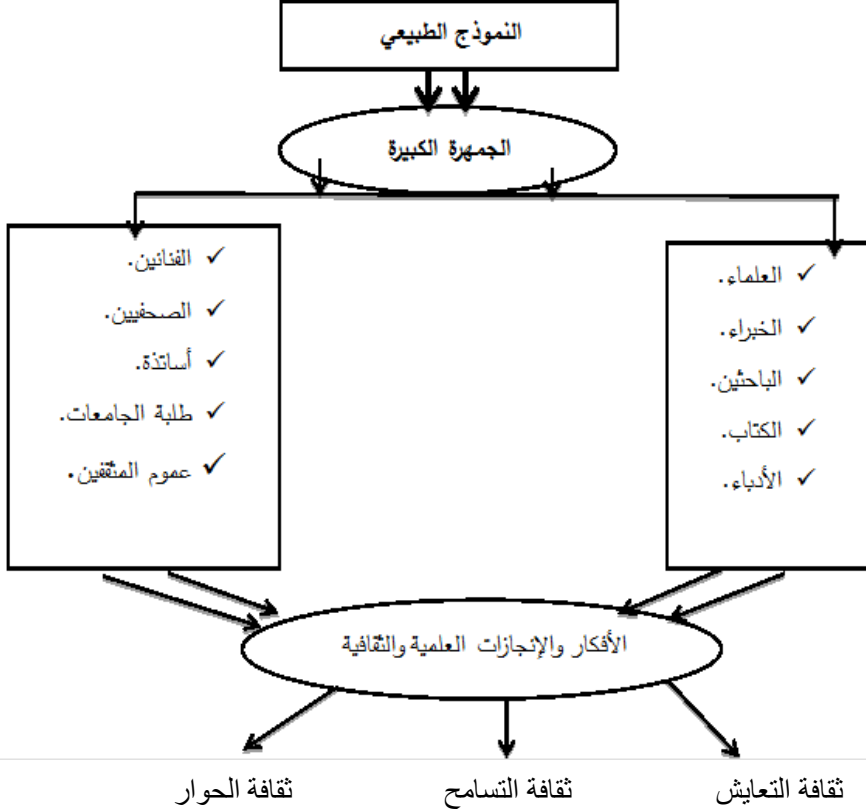 النموذج الطبيعي
الجمهرة الكبيرة
✓ العلماء.
✓ الخبراء.
✓ الباحثين.
✓ الكتاب.
✓ الأدباء.
✓ الفنانين.
✓ الصحفيين.
✓ أساتذة.
✓ طلبة الجامعات.
✓ عموم المثقفين.
الأفكار والإنجازات العلمية والثقافية
ثقافة التعايش
ثقافة التسامح
ثقافة الحوار